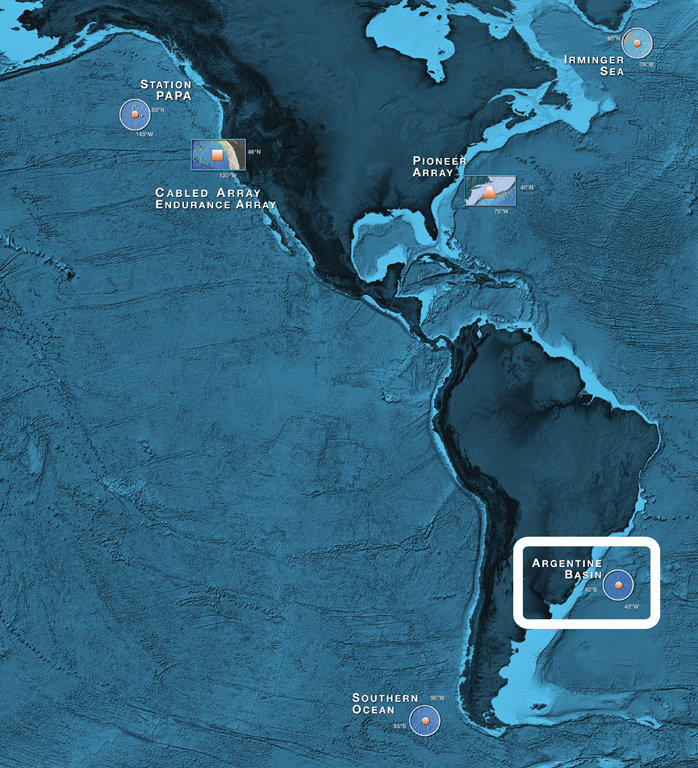 60°N
IRMINGER
SEA
39°W
STATION
PAPA
50°N
145°W
46°N
122°W
CABLED ARRAY
ENDURANCE ARRAY
PIONEER
ARRAY
40°N
70°W
ARGENTINE
BASIN
42°S
42°W
SOUTHERN
OCEAN
90°W
55°S